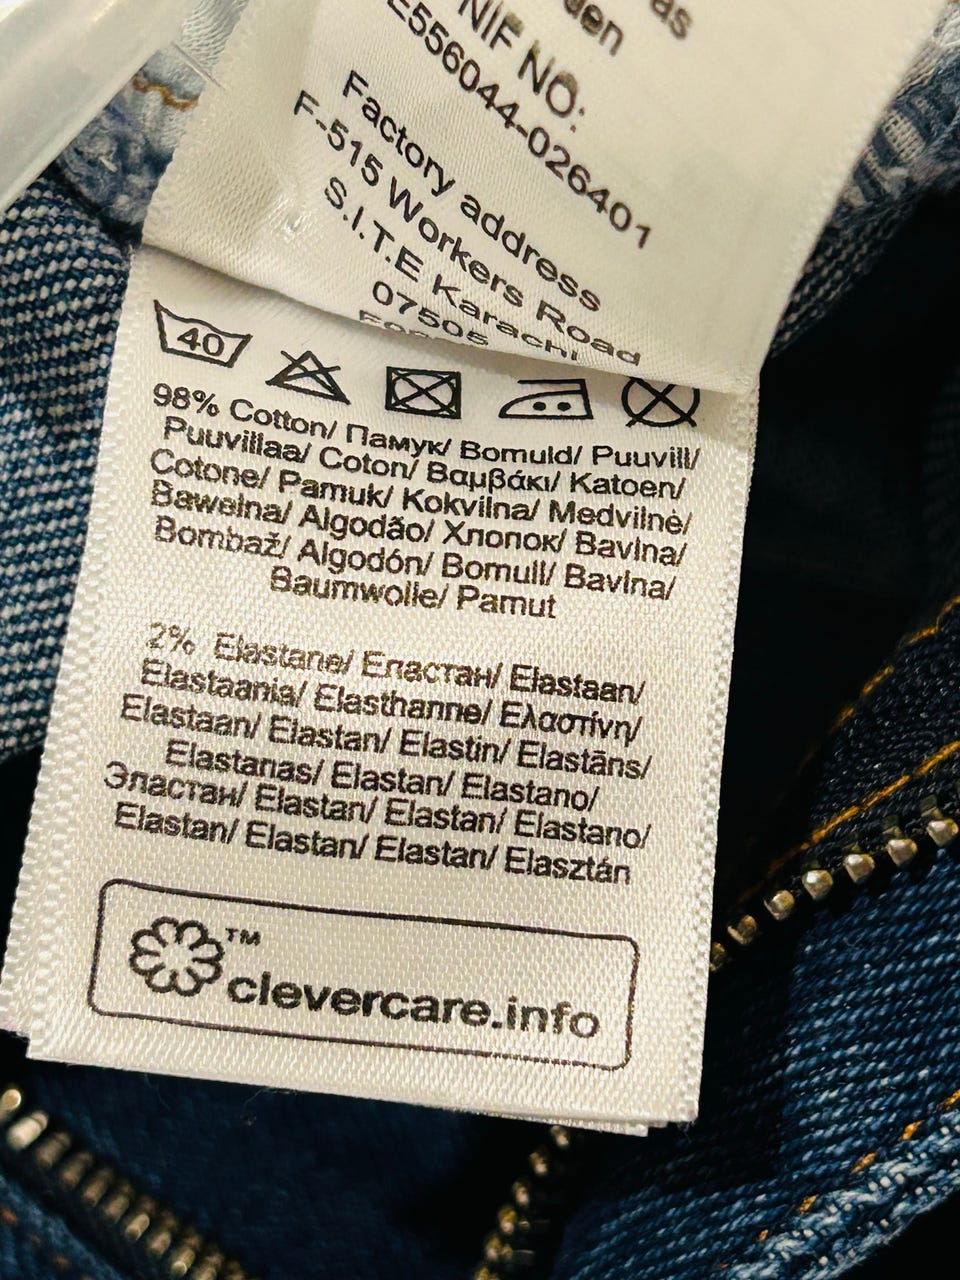 as
den
NIF NO:
E556044-026401
Factory address
F-515 Workers Road
S.I.T.E Karachi
07505
40
98% Cotton/ Памук/ Bomuld/ Puuvill/
Puuvillaa/ Coton/ Βαμβάκι/ Katoen/
Cotone/ Pamuk/ Kokvilna/ Medvilnė/
Bawełna/ Algodão/ Хлопок/ Bavlna/
Bombaž/ Algodón/ Bomull/ Bavlna/
Baumwolle/ Pamut
2% Elastane/ Еластан/ Elastaan/
Elastaania/ Elasthanne/ Ελαστίνη/
Elastaan/ Elastan/ Elastin/ Elastāns/
Elastanas/ Elastan/ Elastano/
Эластан/ Elastan/ Elastan/ Elastano/
Elastan/ Elastan/ Elastan/ Elasztán
™
clevercare.info